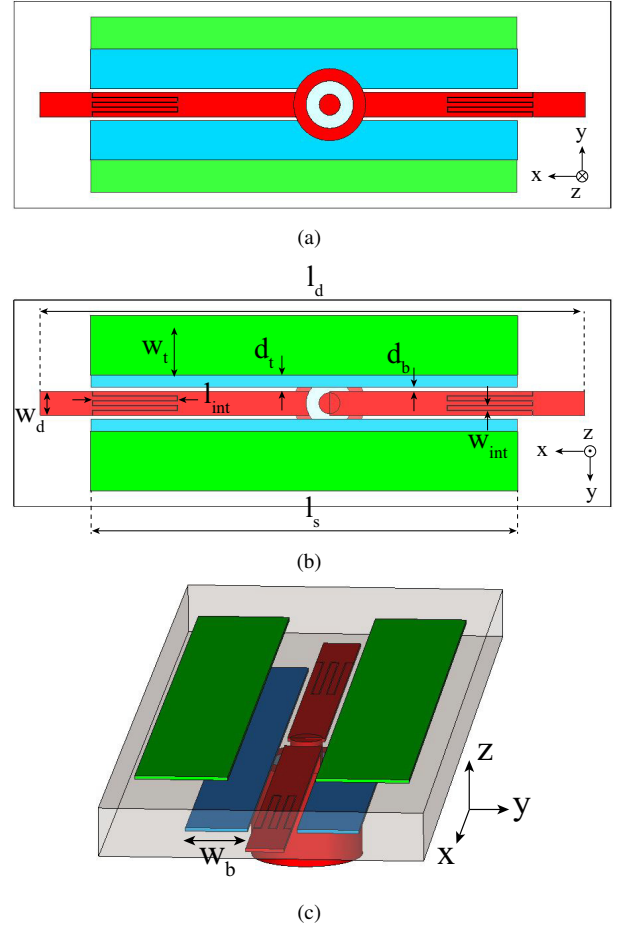 y
x
z
(a)
l_d
w_t
d_t
d_b
w_d
l_int
w_int
z
x
y
l_s
(b)
z
y
x
w_b
(c)